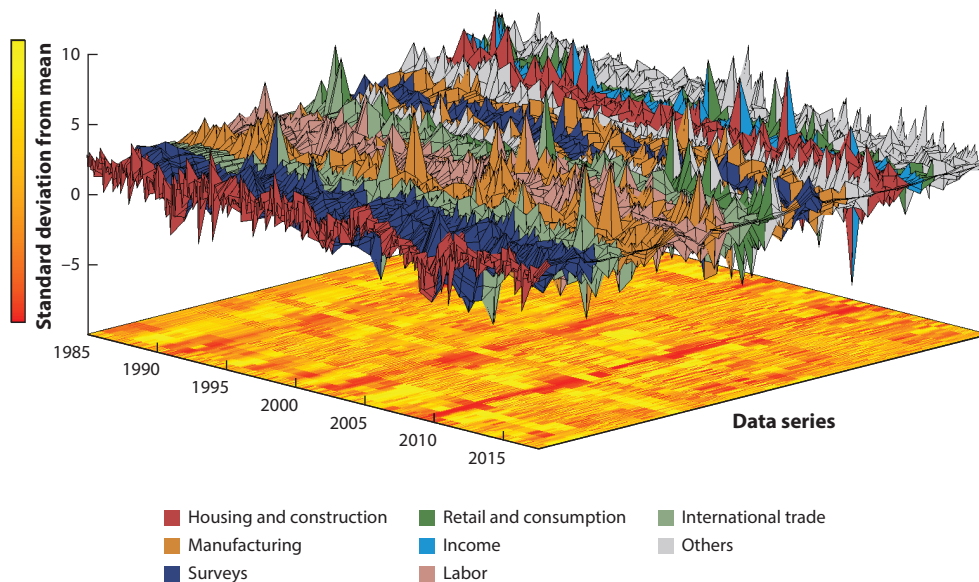 Standard deviation from mean
10
5
0
−5
1985
1990
1995
2000
2005
2010
2015
Data series
Housing and construction
Retail and consumption
International trade
Manufacturing
Income
Others
Surveys
Labor